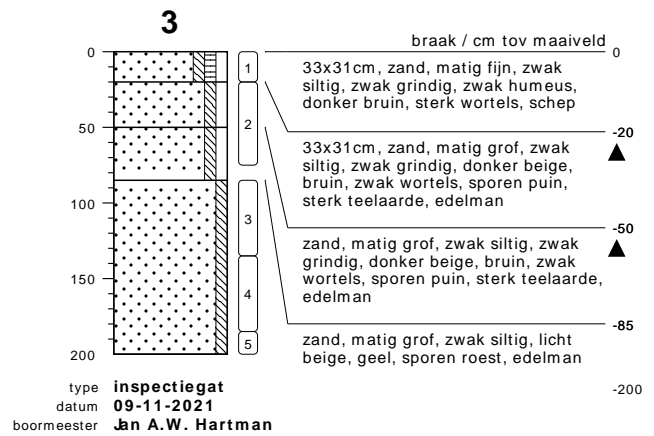 3
braak / cm tov maaiveld
0
0
1
33x31cm, zand, matig fijn, zwak
siltig, zwak grindig, zwak humeus,
donker bruin, sterk wortels, schep
-20
50
2
33x31cm, zand, matig grof, zwak
siltig, zwak grindig, donker beige,
bruin, zwak wortels, sporen puin,
sterk teelaarde, edelman
-50
100
3
zand, matig grof, zwak siltig, zwak
grindig, donker beige, bruin, zwak
wortels, sporen puin, sterk teelaarde,
edelman
-85
150
4
zand, matig grof, zwak siltig, licht
beige, geel, sporen roest, edelman
5
200
-200
type inspectiegat
datum 09-11-2021
boormeester Jan A.W. Hartman